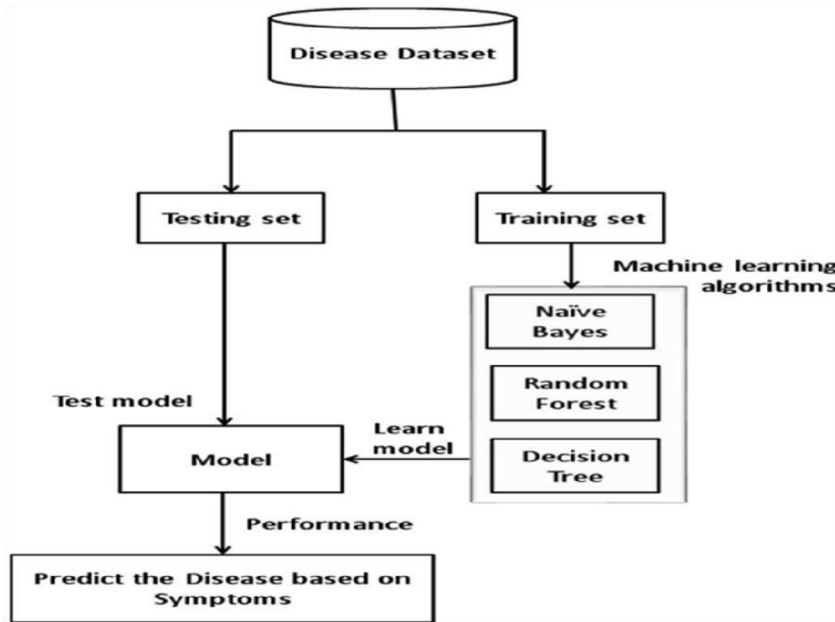 Disease Dataset
Testing set
Training set
Machine learning
algorithms
Naïve
Bayes
Random
Forest
Decision
Tree
Test model
Learn
model
Model
Performance
Predict the Disease based on
Symptoms